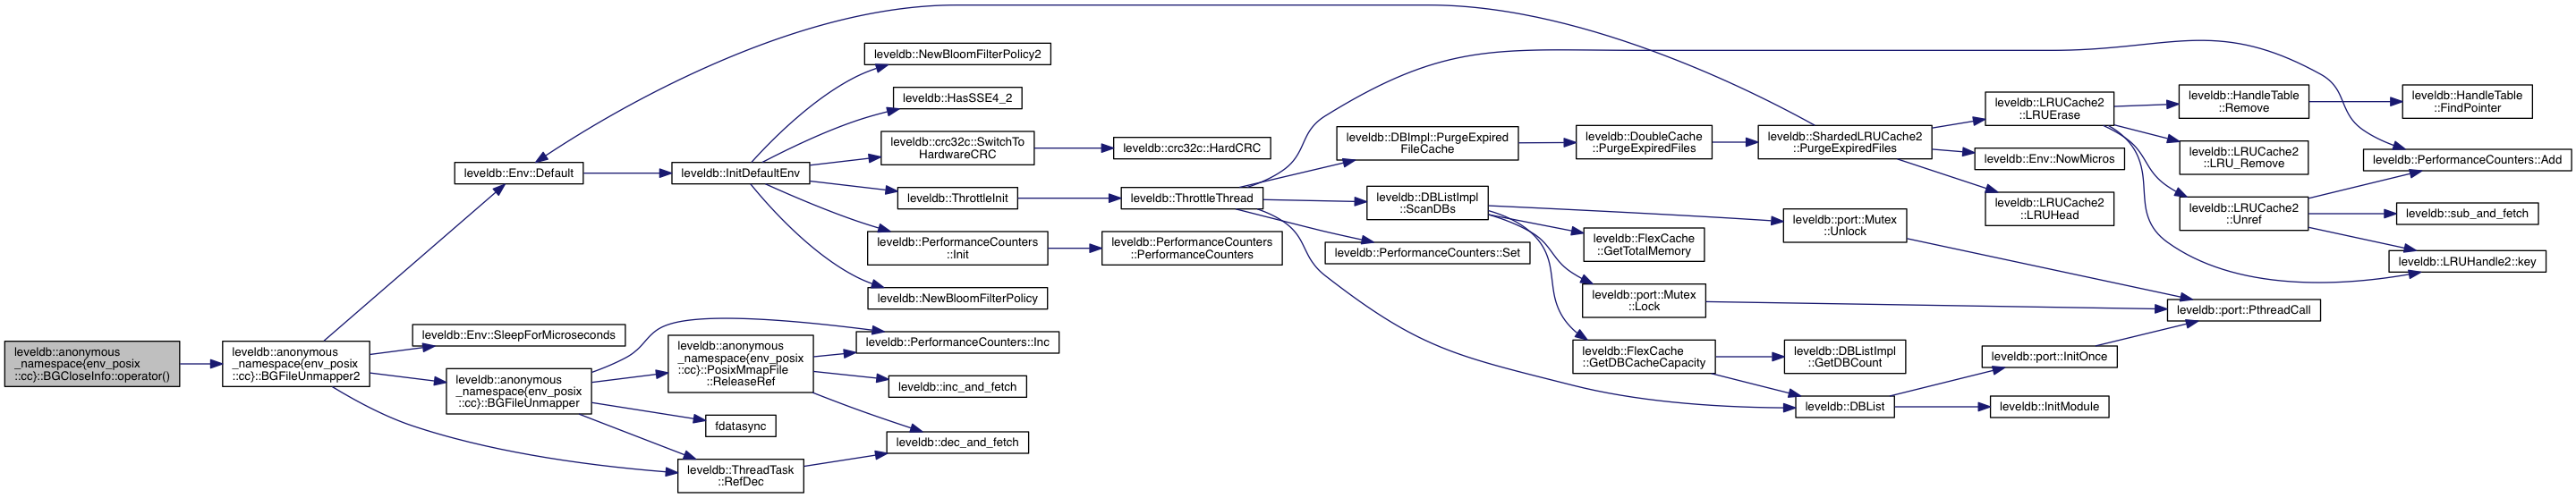 leveldb::anonymous
_namespace{env_posix
::cc}::BGCloseInfo::operator()
leveldb::anonymous
_namespace{env_posix
::cc}::BGFileUnmapper2
leveldb::Env::Default
leveldb::Env::SleepForMicroseconds
leveldb::anonymous
_namespace{env_posix
::cc}::BGFileUnmapper
leveldb::ThreadTask
::RefDec
leveldb::InitDefaultEnv
leveldb::anonymous
_namespace{env_posix
::cc}::PosixMmapFile
::ReleaseRef
fdatasync
leveldb::NewBloomFilterPolicy2
leveldb::HasSSE4_2
leveldb::crc32c::SwitchTo
HardwareCRC
leveldb::ThrottleInit
leveldb::PerformanceCounters
::Init
leveldb::NewBloomFilterPolicy
leveldb::PerformanceCounters::Inc
leveldb::inc_and_fetch
leveldb::dec_and_fetch
leveldb::crc32c::HardCRC
leveldb::ThrottleThread
leveldb::PerformanceCounters
::PerformanceCounters
leveldb::DBImpl::PurgeExpired
FileCache
leveldb::DBListImpl
::ScanDBs
leveldb::PerformanceCounters::Set
leveldb::DoubleCache
::PurgeExpiredFiles
leveldb::FlexCache
::GetTotalMemory
leveldb::port::Mutex
::Lock
leveldb::FlexCache
::GetDBCacheCapacity
leveldb::ShardedLRUCache2
::PurgeExpiredFiles
leveldb::port::Mutex
::Unlock
leveldb::DBListImpl
::GetDBCount
leveldb::DBList
leveldb::LRUCache2
::LRUErase
leveldb::Env::NowMicros
leveldb::LRUCache2
::LRUHead
leveldb::port::InitOnce
leveldb::InitModule
leveldb::HandleTable
::Remove
leveldb::LRUCache2
::LRU_Remove
leveldb::LRUCache2
::Unref
leveldb::port::PthreadCall
leveldb::HandleTable
::FindPointer
leveldb::PerformanceCounters::Add
leveldb::sub_and_fetch
leveldb::LRUHandle2::key